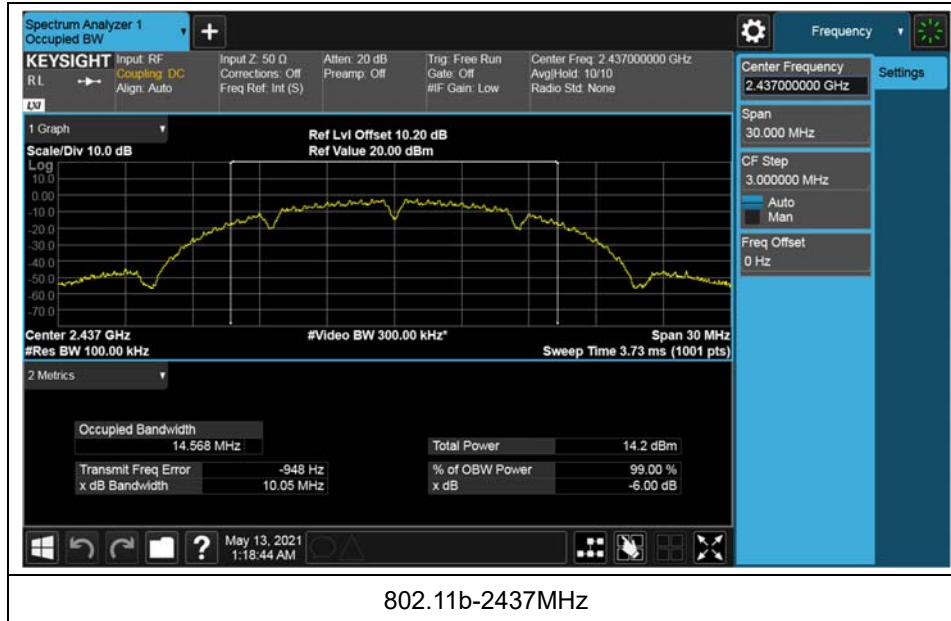 Spectrum Analyzer 1
Occupied BW
+
Frequency
KEYSIGHT Input: RF Input Z: 50 Ω Atten: 20 dB Trig: Free Run Center Freq: 2.437000000 GHz
RL Coupling: DC Corrections: Off Preamp: Off Gate: Off Avg|Hold: 10/10
Align: Auto Freq Ref: Int (S) #IF Gain: Low Radio Std: None
LXI
Center Frequency
2.437000000 GHz
Settings
Span
30.000 MHz
CF Step
3.000000 MHz
Auto
Man
Freq Offset
0 Hz
1 Graph
Ref Lvl Offset 10.20 dB
Scale/Div 10.0 dB Ref Value 20.00 dBm
Log
10.0
0.00
-10.0
-20.0
-30.0
-40.0
-50.0
-60.0
-70.0
Center 2.437 GHz #Video BW 300.00 kHz* Span 30 MHz
#Res BW 100.00 kHz Sweep Time 3.73 ms (1001 pts)
2 Metrics
Occupied Bandwidth
14.568 MHz
Total Power 14.2 dBm
Transmit Freq Error -948 Hz % of OBW Power 99.00 %
x dB Bandwidth 10.05 MHz x dB -6.00 dB
?
May 13, 2021
1:18:44 AM
802.11b-2437MHz